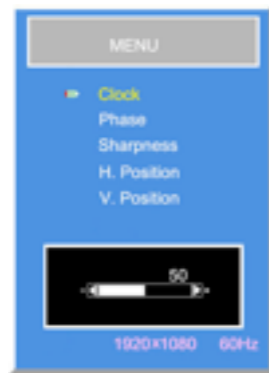 MENU
Clock
Phase
Sharpness
H. Position
V. Position
50
1920×1080 60Hz